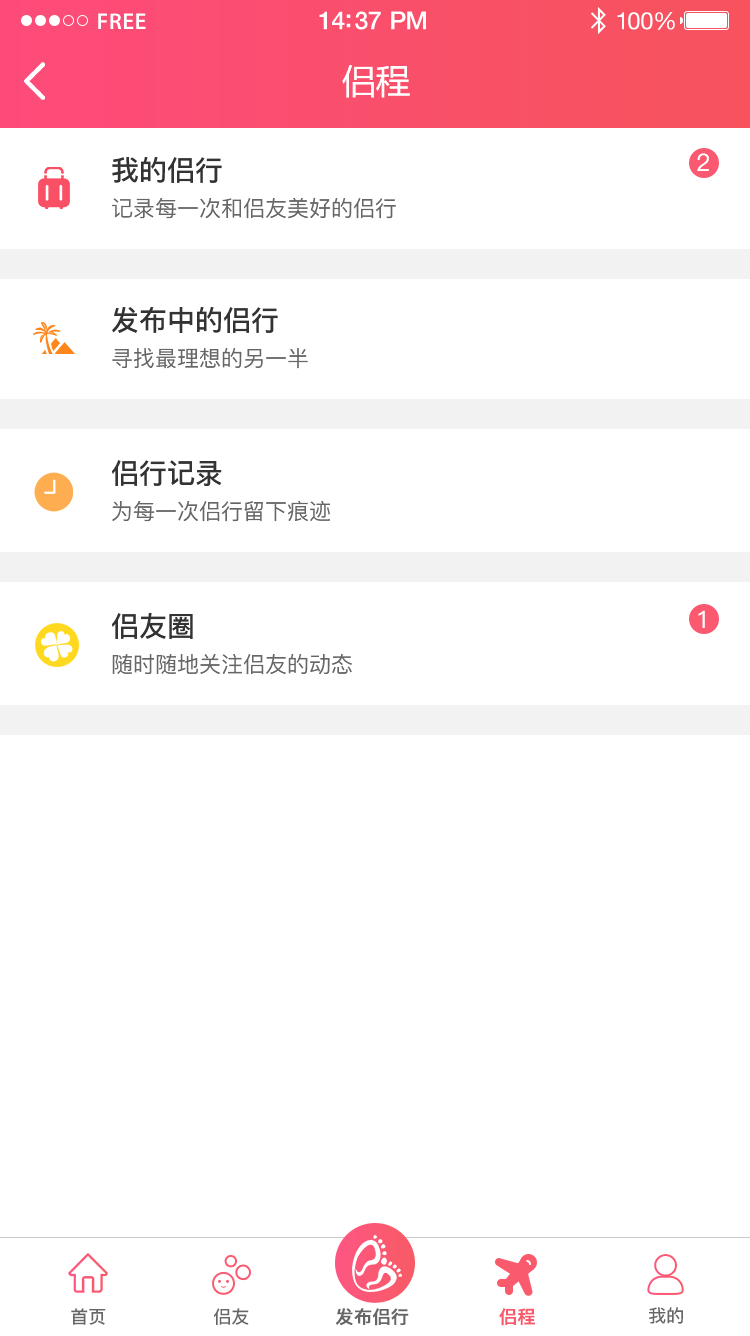 FREE 14:37 PM 100%
侣程
我的侣行 2
记录每一次和侣友美好的侣行
发布中的侣行
寻找最理想的另一半
侣行记录
为每一次侣行留下痕迹
侣友圈 1
随时随地关注侣友的动态
首页 侣友 发布侣行 侣程 我的